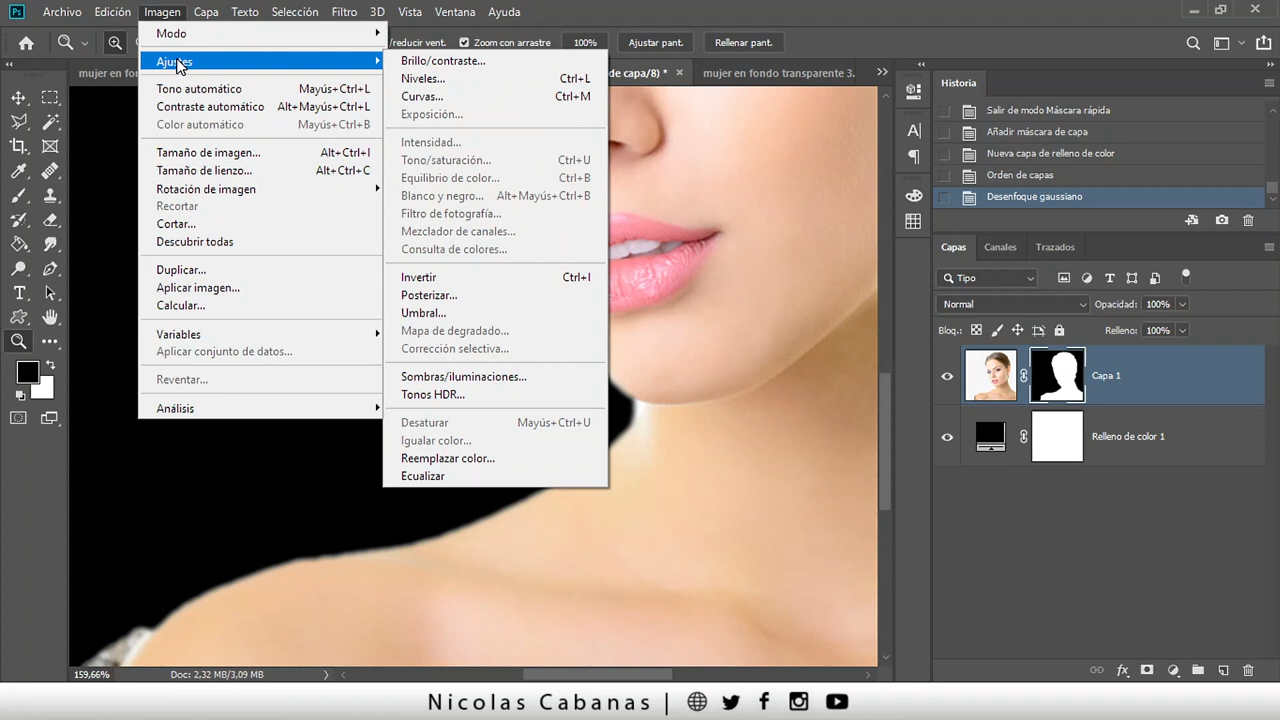 Archivo Edición Imagen Capa Texto Selección Filtro 3D Vista Ventana Ayuda
/reducir vent. Zoom con arrastre 100% Ajustar pant. Rellenar pant.
mujer en fon
de capa/8) * ×
mujer en fondo transparente 3.
Modo
Ajustes
Tono automático Mayús+Ctrl+L
Contraste automático Alt+Mayús+Ctrl+L
Color automático Mayús+Ctrl+B
Tamaño de imagen... Alt+Ctrl+I
Tamaño de lienzo... Alt+Ctrl+C
Rotación de imagen
Recortar
Cortar...
Descubrir todas
Duplicar...
Aplicar imagen...
Calcular...
Variables
Aplicar conjunto de datos...
Reventar...
Análisis
Brillo/contraste...
Niveles... Ctrl+L
Curvas... Ctrl+M
Exposición...
Intensidad...
Tono/saturación... Ctrl+U
Equilibrio de color... Ctrl+B
Blanco y negro... Alt+Mayús+Ctrl+B
Filtro de fotografía...
Mezclador de canales...
Consulta de colores...
Invertir Ctrl+I
Posterizar...
Umbral...
Mapa de degradado...
Corrección selectiva...
Sombras/iluminaciones...
Tonos HDR...
Desaturar Mayús+Ctrl+U
Igualar color...
Reemplazar color...
Ecualizar
Historia
Salir de modo Máscara rápida
Añadir máscara de capa
Nueva capa de relleno de color
Orden de capas
Desenfoque gaussiano
Capas Canales Trazados
Tipo
Normal Opacidad: 100%
Bloq.: Relleno: 100%
Capa 1
Relleno de color 1
159,66% Doc: 2,32 MB/3,09 MB
Nicolas Cabanas |